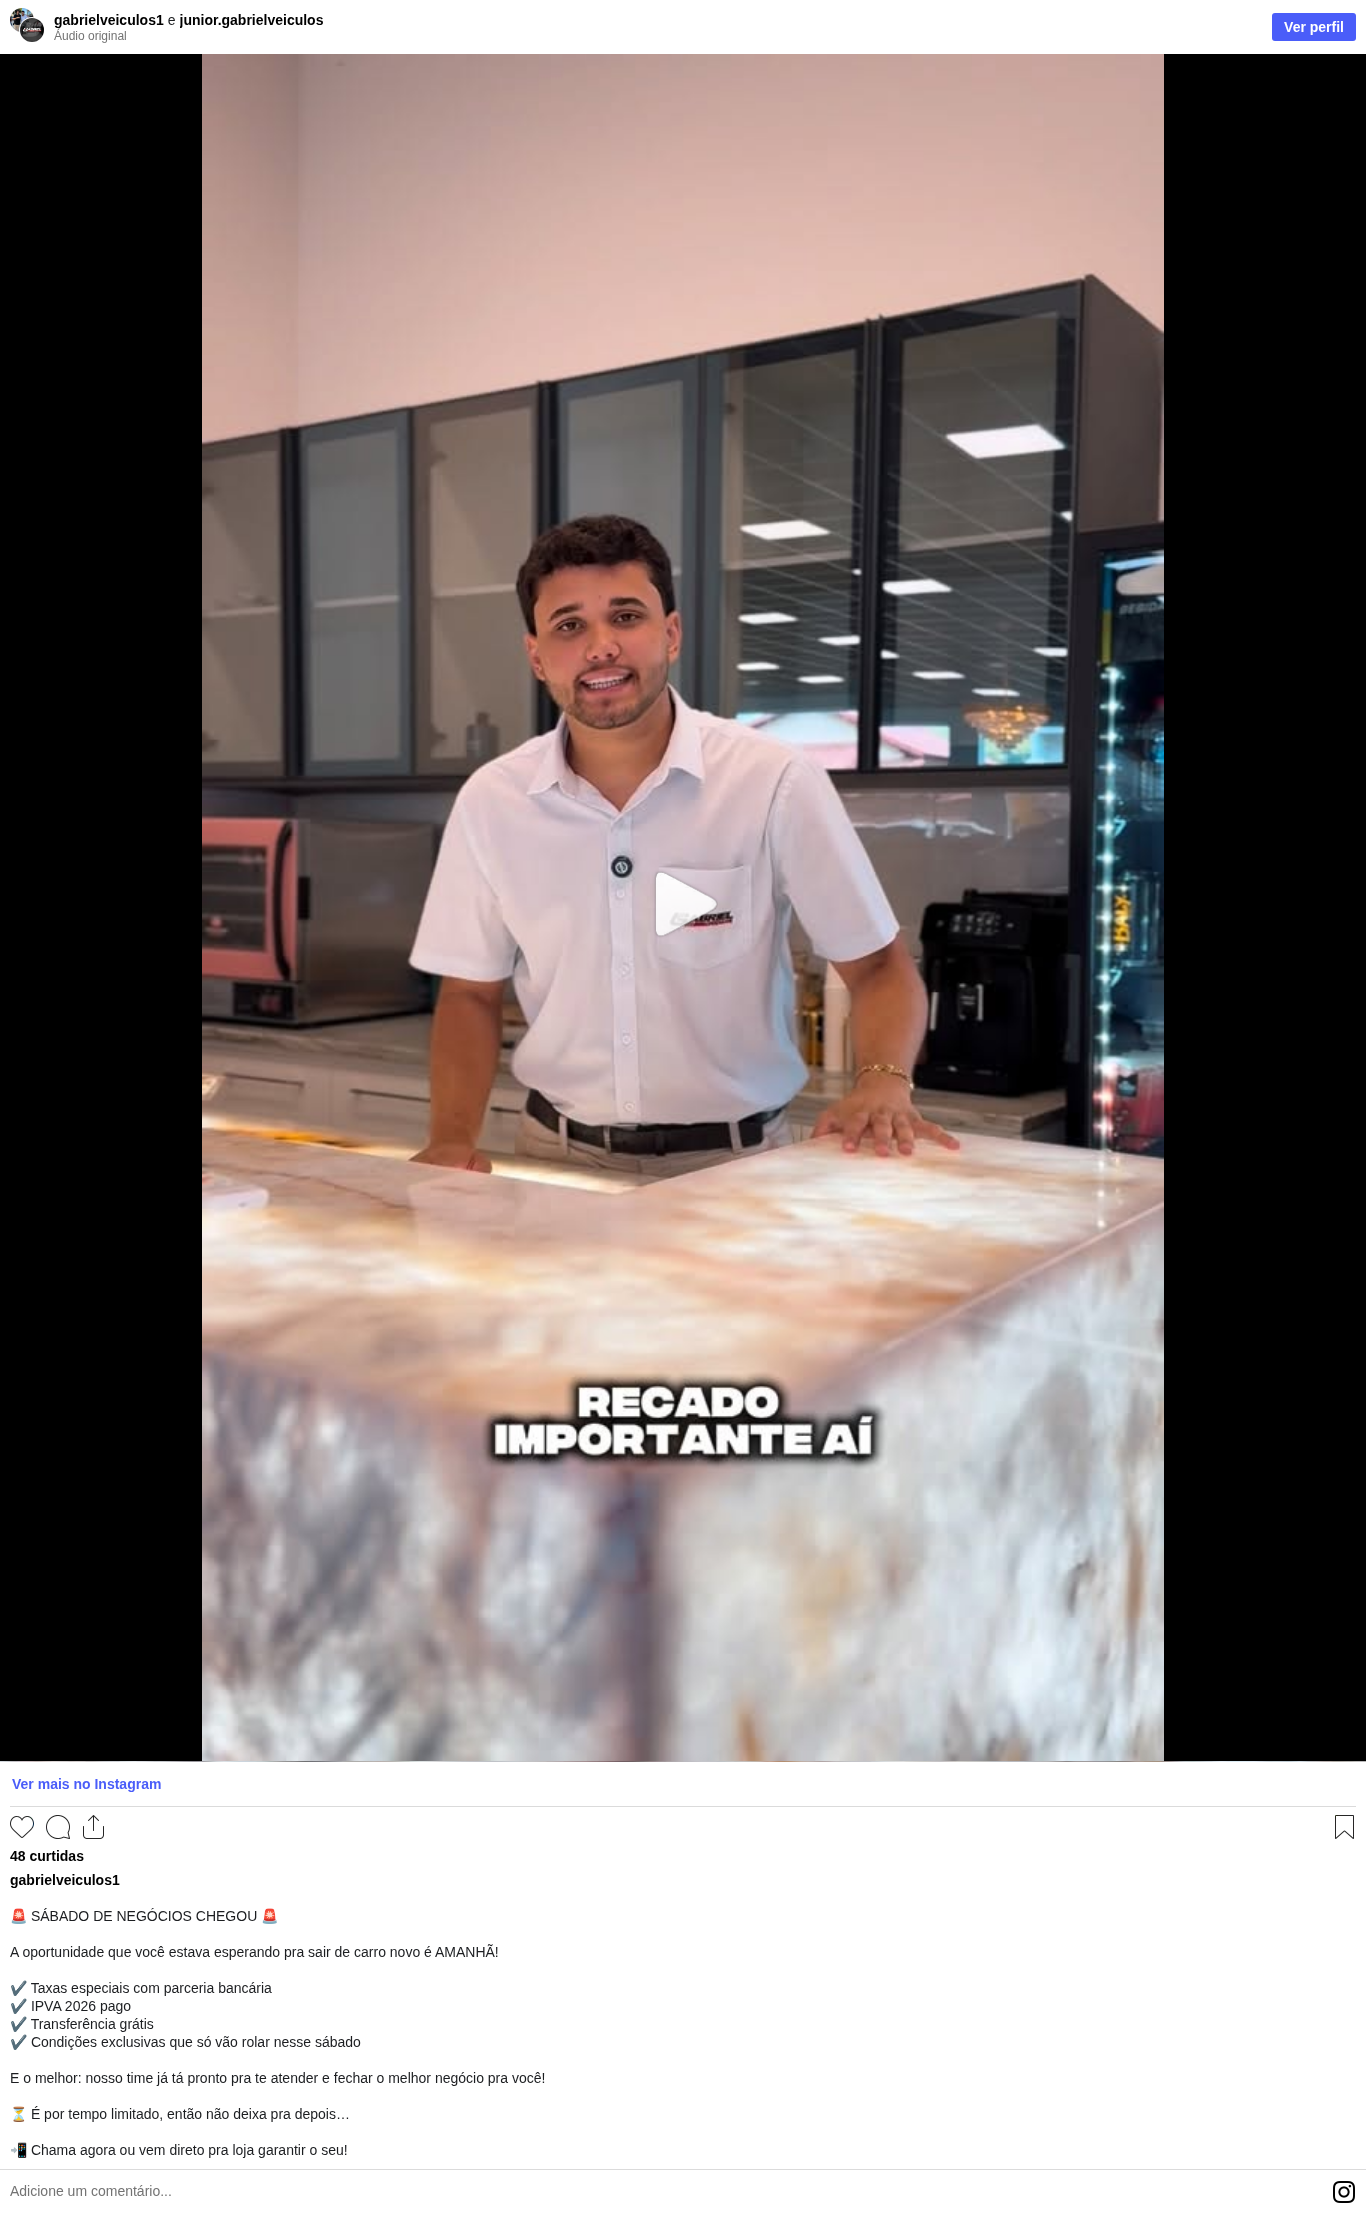 gabrielveiculos1 e junior.gabrielveiculos
Áudio original
Ver perfil
BEBIDA
BALY
GABRIEL
RECADO
IMPORTANTE AÍ
Ver mais no Instagram
48 curtidas
gabrielveiculos1
🚨 SÁBADO DE NEGÓCIOS CHEGOU 🚨
A oportunidade que você estava esperando pra sair de carro novo é AMANHÃ!
✔️ Taxas especiais com parceria bancária
✔️ IPVA 2026 pago
✔️ Transferência grátis
✔️ Condições exclusivas que só vão rolar nesse sábado
E o melhor: nosso time já tá pronto pra te atender e fechar o melhor negócio pra você!
⏳ É por tempo limitado, então não deixa pra depois…
📲 Chama agora ou vem direto pra loja garantir o seu!
Adicione um comentário...